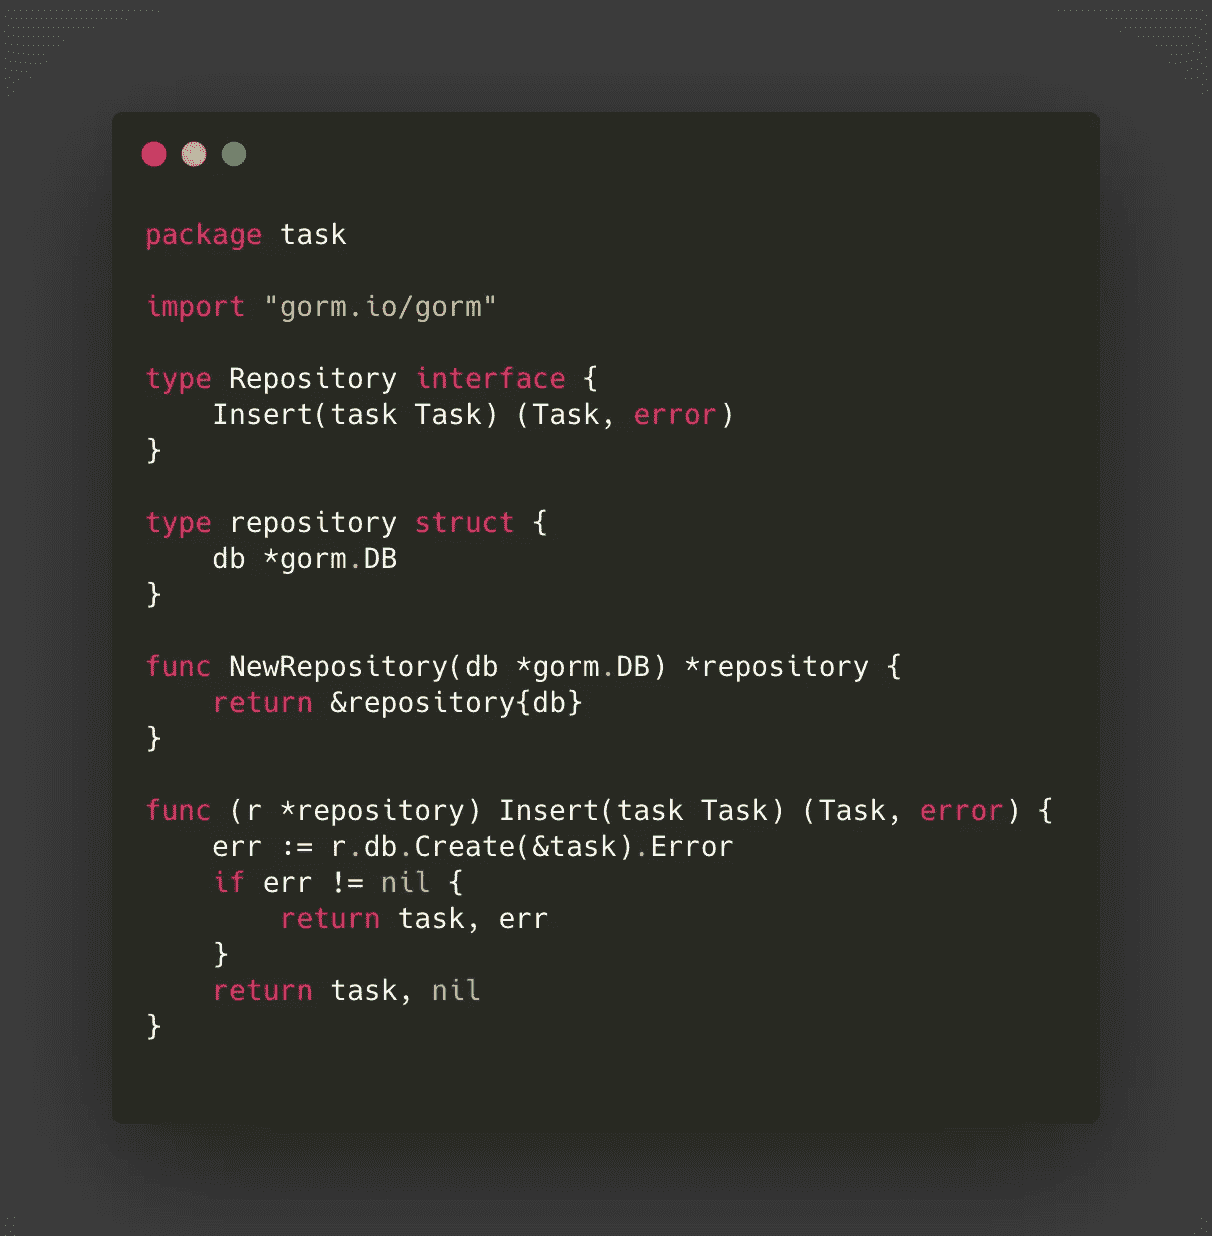 package task
import "gorm.io/gorm"
type Repository interface {
    Insert(task Task) (Task, error)
}
type repository struct {
    db *gorm.DB
}
func NewRepository(db *gorm.DB) *repository {
    return &repository{db}
}
func (r *repository) Insert(task Task) (Task, error) {
    err := r.db.Create(&task).Error
    if err != nil {
        return task, err
    }
    return task, nil
}